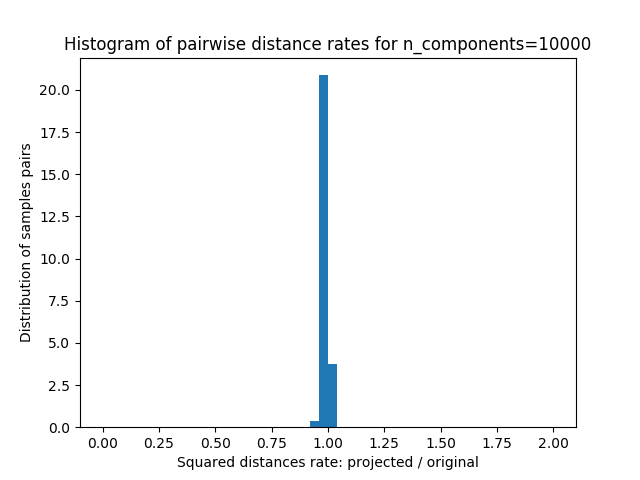 Histogram of pairwise distance rates for n_components=10000
Distribution of samples pairs
20.0
17.5
15.0
12.5
10.0
7.5
5.0
2.5
0.0
0.00 0.25 0.50 0.75 1.00 1.25 1.50 1.75 2.00
Squared distances rate: projected / original